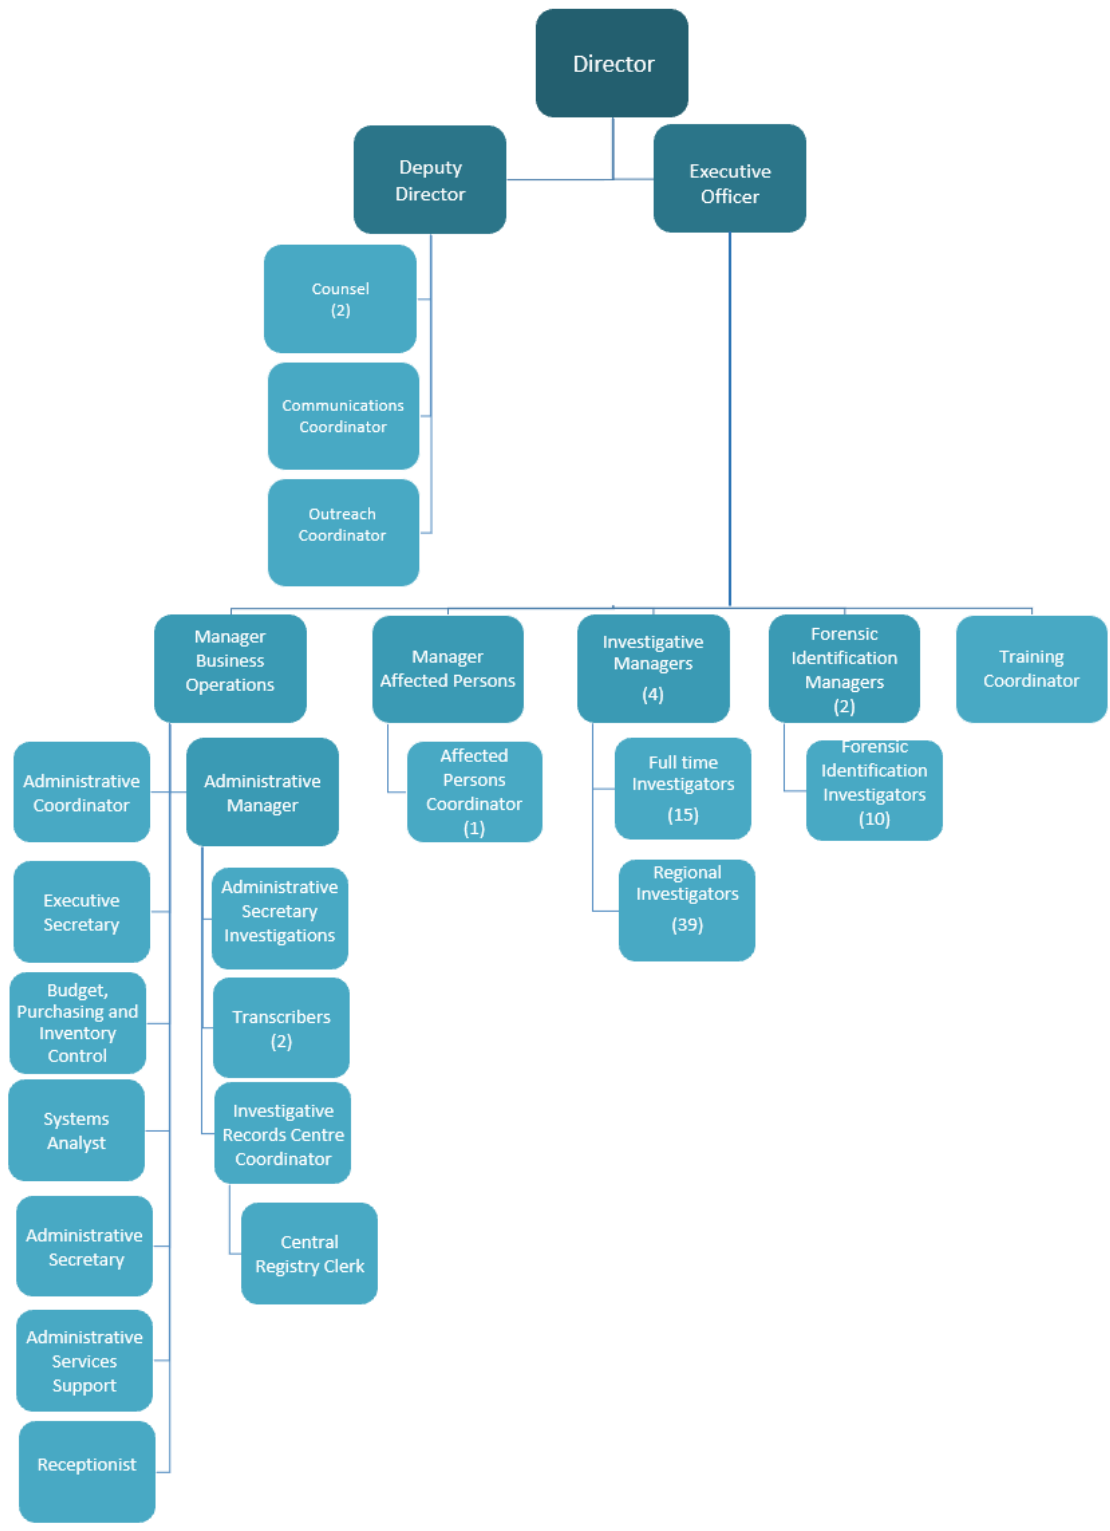 Director
Deputy
Director
Executive
Officer
Counsel
(2)
Communications
Coordinator
Outreach
Coordinator
Manager
Business
Operations
Manager
Affected Persons
Investigative
Managers
(4)
Forensic
Identification
Managers
(2)
Training
Coordinator
Administrative
Coordinator
Administrative
Manager
Affected
Persons
Coordinator
(1)
Full time
Investigators
(15)
Forensic
Identification
Investigators
(10)
Executive
Secretary
Administrative
Secretary
Investigations
Regional
Investigators
(39)
Budget,
Purchasing and
Inventory
Control
Transcribers
(2)
Systems
Analyst
Investigative
Records Centre
Coordinator
Administrative
Secretary
Central
Registry Clerk
Administrative
Services
Support
Receptionist